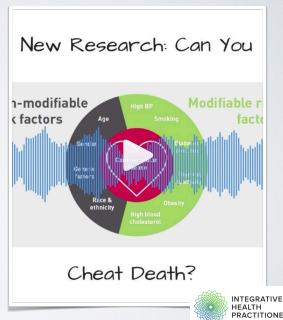 New Research: Can You
n-modifiable
k factors
Modifiable r
facto
High BP
Age
Smoking
Gender
Race &
ethnicity
Obesity
High blood
cholesterol
Cheat Death?
INTEGRATIVE
HEALTH
PRACTITIONE